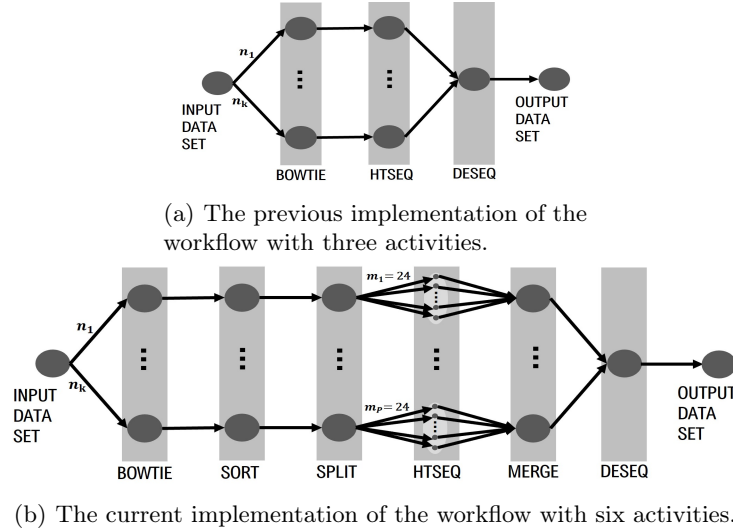 n₁
nₖ
INPUT
DATA
SET
OUTPUT
DATA
SET
BOWTIE HTSEQ DESEQ
(a) The previous implementation of the
workflow with three activities.
m₁=24
n₁
nₖ
mₚ=24
INPUT
DATA
SET
OUTPUT
DATA
SET
BOWTIE SORT SPLIT HTSEQ MERGE DESEQ
(b) The current implementation of the workflow with six activities.